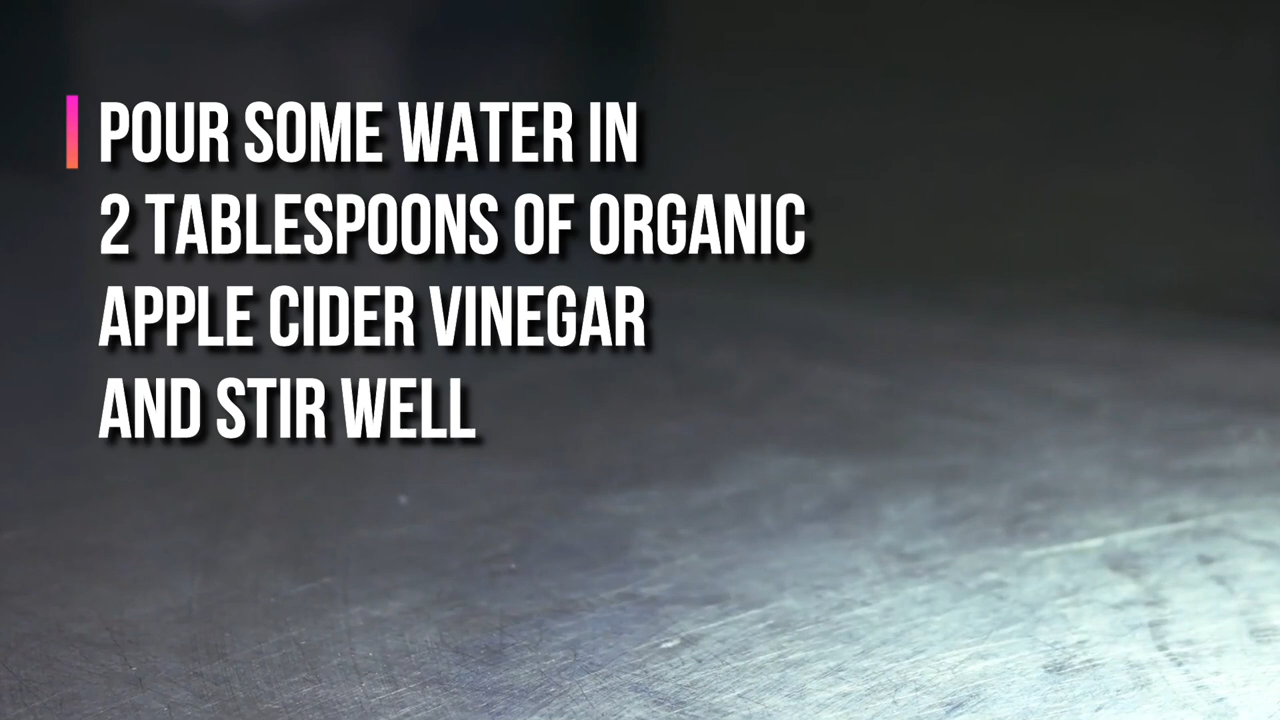 POUR SOME WATER IN
2 TABLESPOONS OF ORGANIC
APPLE CIDER VINEGAR
AND STIR WELL